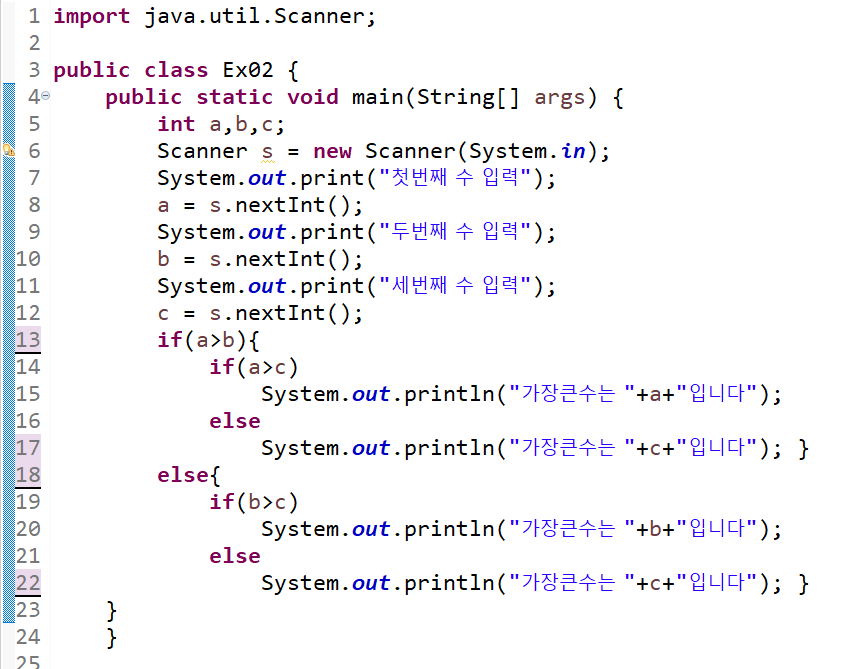 1 import java.util.Scanner;
2
3 public class Ex02 {
4 public static void main(String[] args) {
5 int a,b,c;
6 Scanner s = new Scanner(System.in);
7 System.out.print("첫번째 수 입력");
8 a = s.nextInt();
9 System.out.print("두번째 수 입력");
10 b = s.nextInt();
11 System.out.print("세번째 수 입력");
12 c = s.nextInt();
13 if(a>b){
14 if(a>c)
15 System.out.println("가장큰수는 "+a+"입니다");
16 else
17 System.out.println("가장큰수는 "+c+"입니다"); }
18 else{
19 if(b>c)
20 System.out.println("가장큰수는 "+b+"입니다");
21 else
22 System.out.println("가장큰수는 "+c+"입니다"); }
23 }
24 }
25